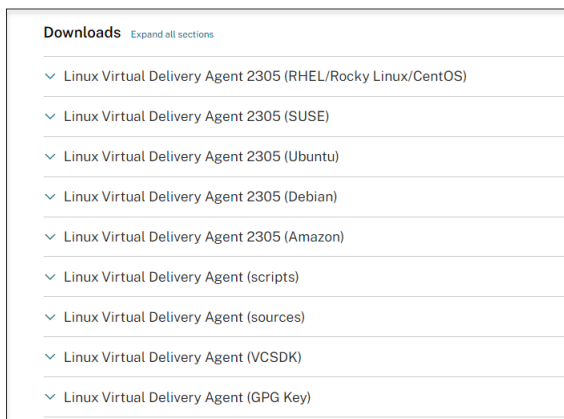 Downloads Expand all sections
Linux Virtual Delivery Agent 2305 (RHEL/Rocky Linux/CentOS)
Linux Virtual Delivery Agent 2305 (SUSE)
Linux Virtual Delivery Agent 2305 (Ubuntu)
Linux Virtual Delivery Agent 2305 (Debian)
Linux Virtual Delivery Agent 2305 (Amazon)
Linux Virtual Delivery Agent (scripts)
Linux Virtual Delivery Agent (sources)
Linux Virtual Delivery Agent (VCSDK)
Linux Virtual Delivery Agent (GPG Key)